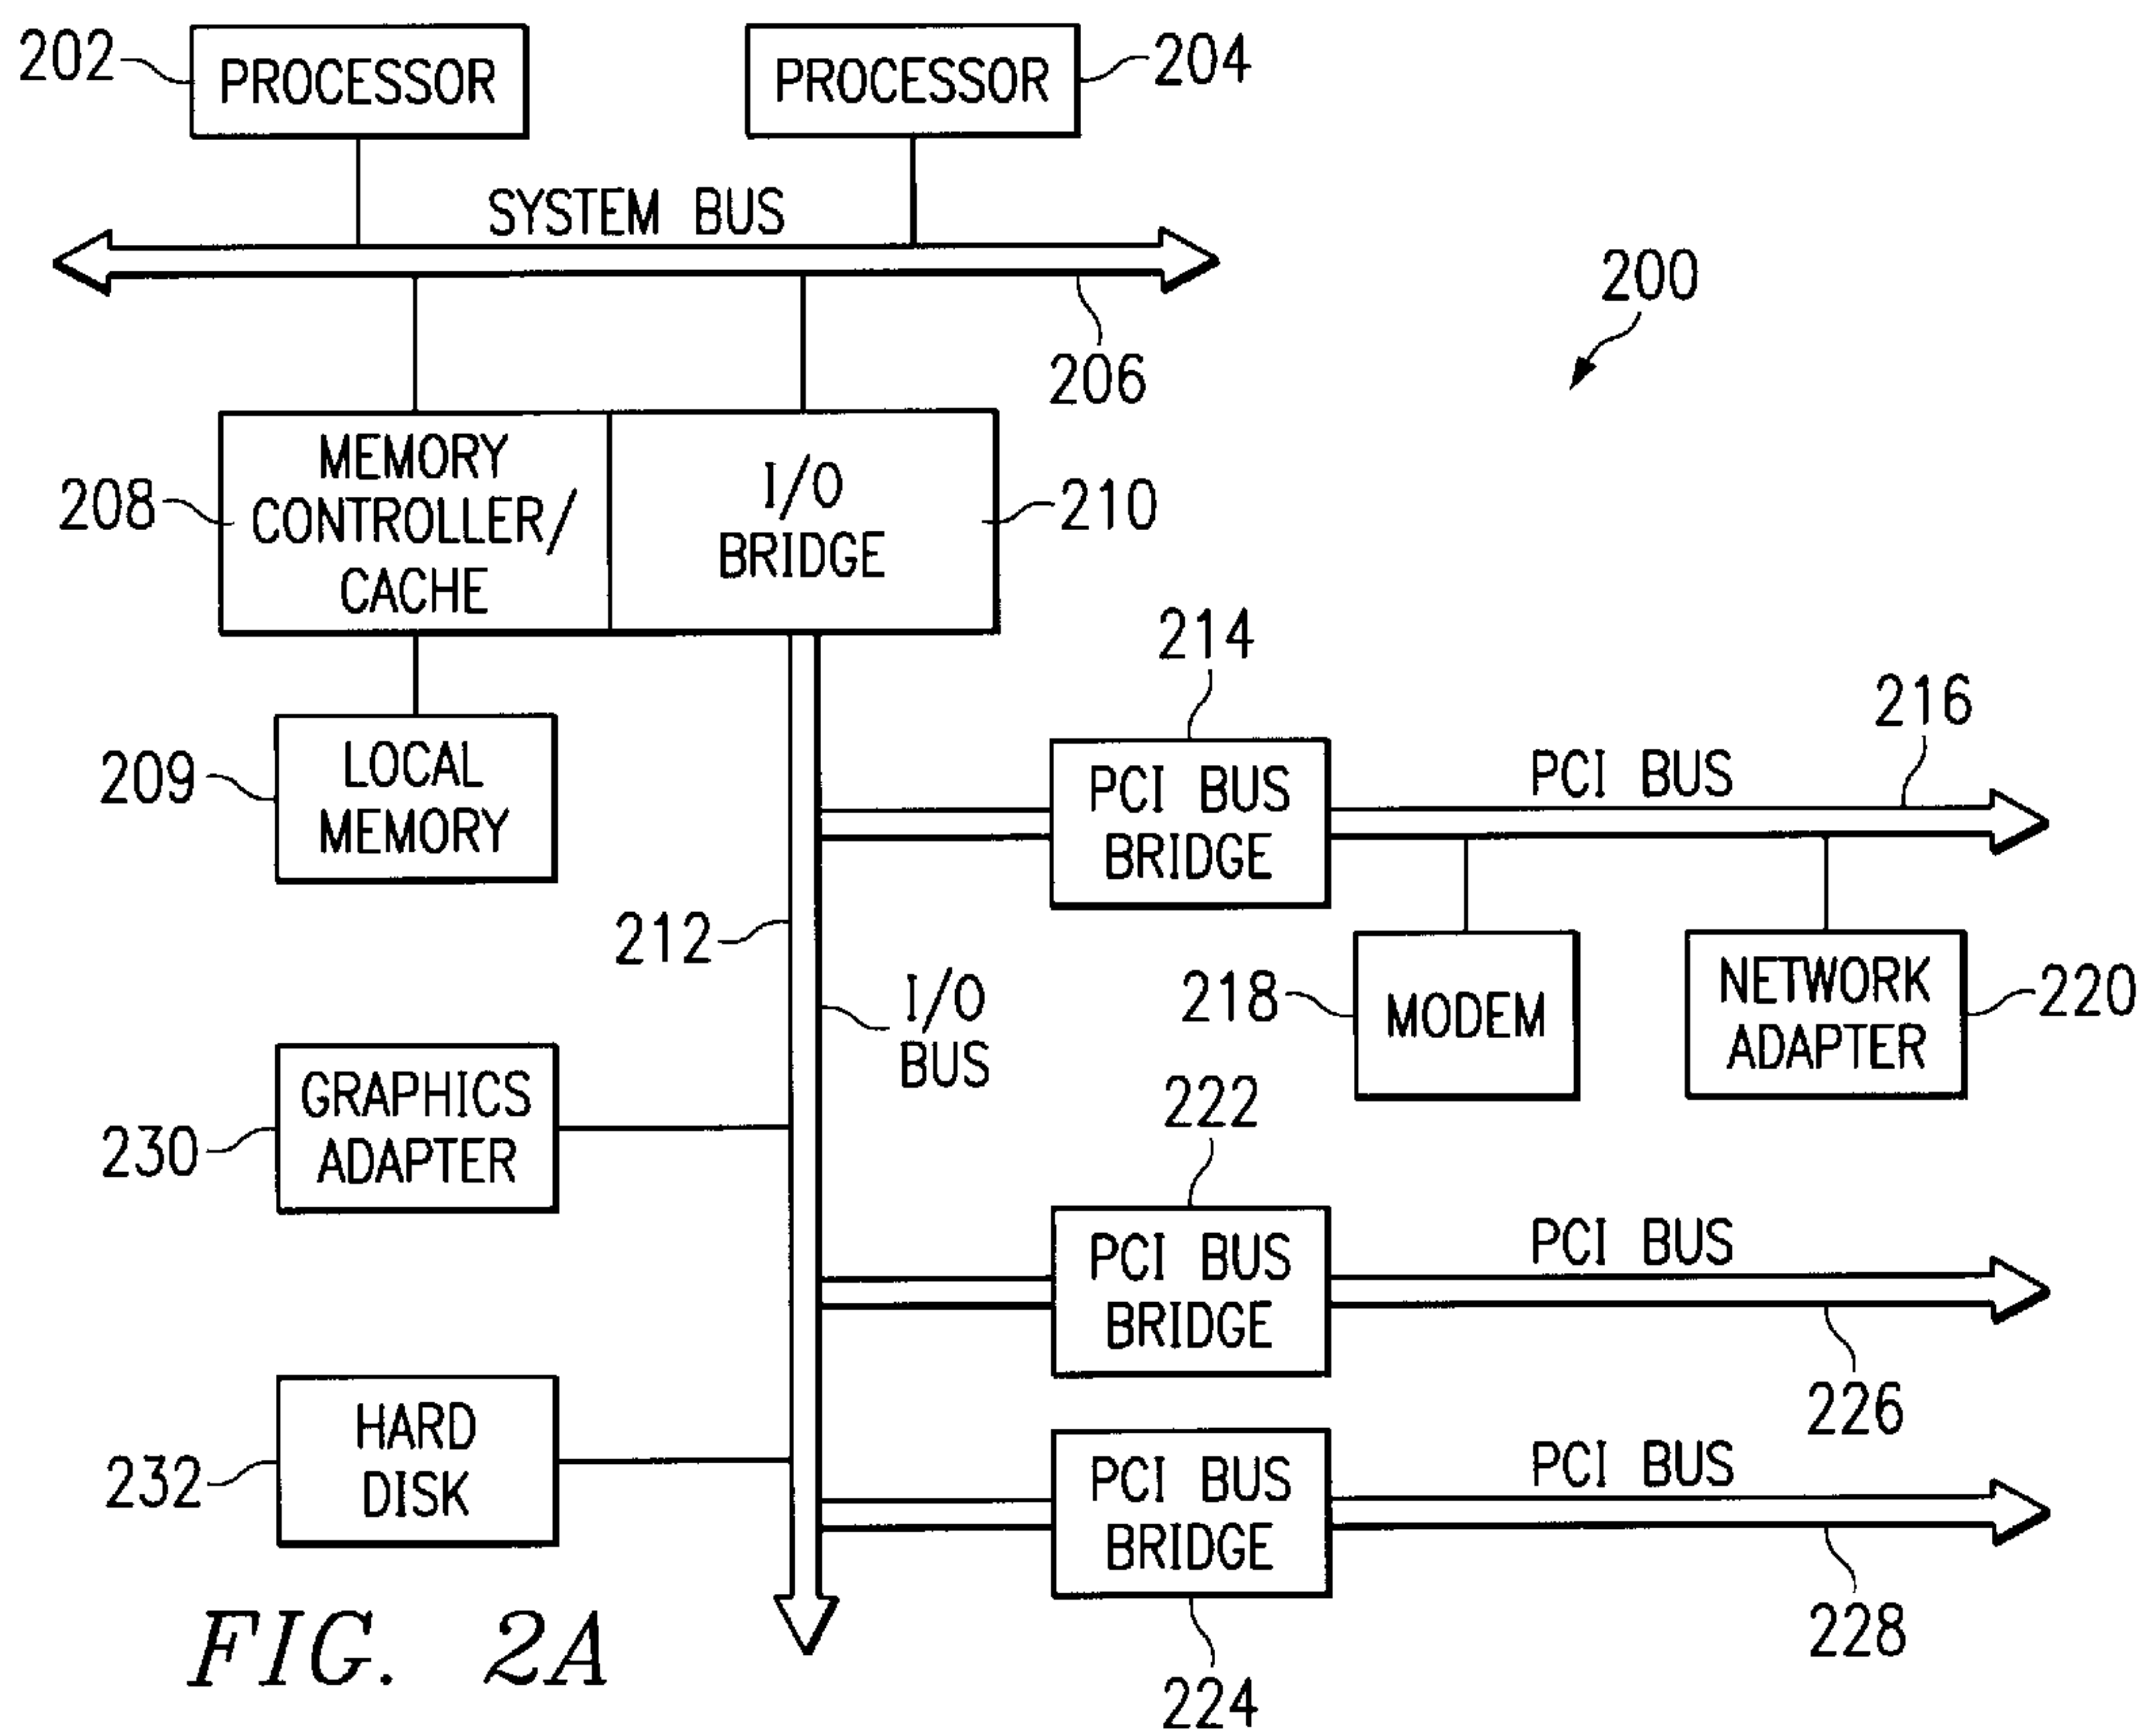 202
PROCESSOR
PROCESSOR
204
SYSTEM BUS
206
200
208
MEMORY
CONTROLLER/
CACHE
I/O
BRIDGE
210
209
LOCAL
MEMORY
214
PCI BUS
BRIDGE
PCI BUS
216
212
I/O
BUS
218
MODEM
NETWORK
ADAPTER
220
230
GRAPHICS
ADAPTER
222
PCI BUS
BRIDGE
PCI BUS
226
232
HARD
DISK
PCI BUS
BRIDGE
PCI BUS
228
224
FIG. 2A